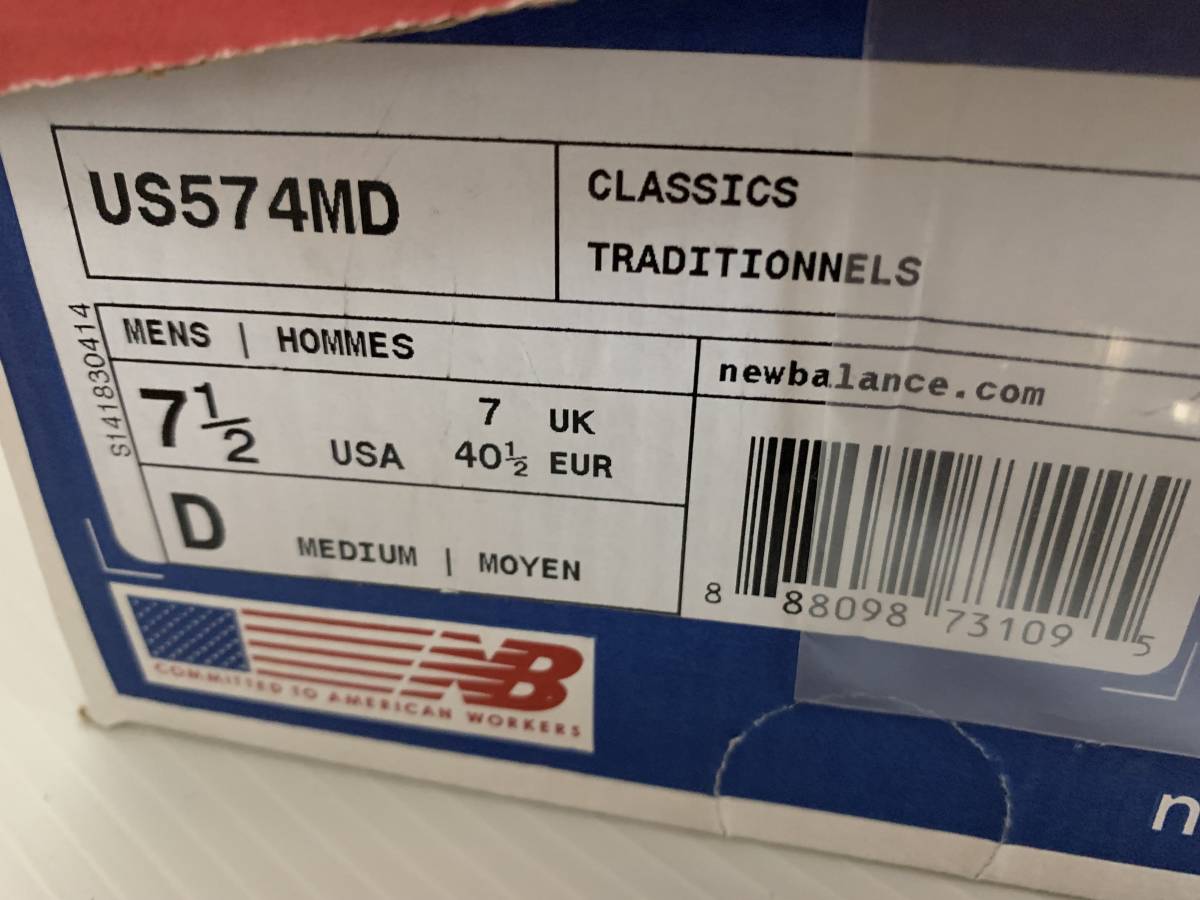 US574MD
CLASSICS
TRADITIONNELS
S141830414
MENS | HOMMES
7½ USA
7 UK
40½ EUR
D MEDIUM | MOYEN
newbalance.com
8 88098 73109 5
NB
COMMITTED TO AMERICAN WORKERS
n